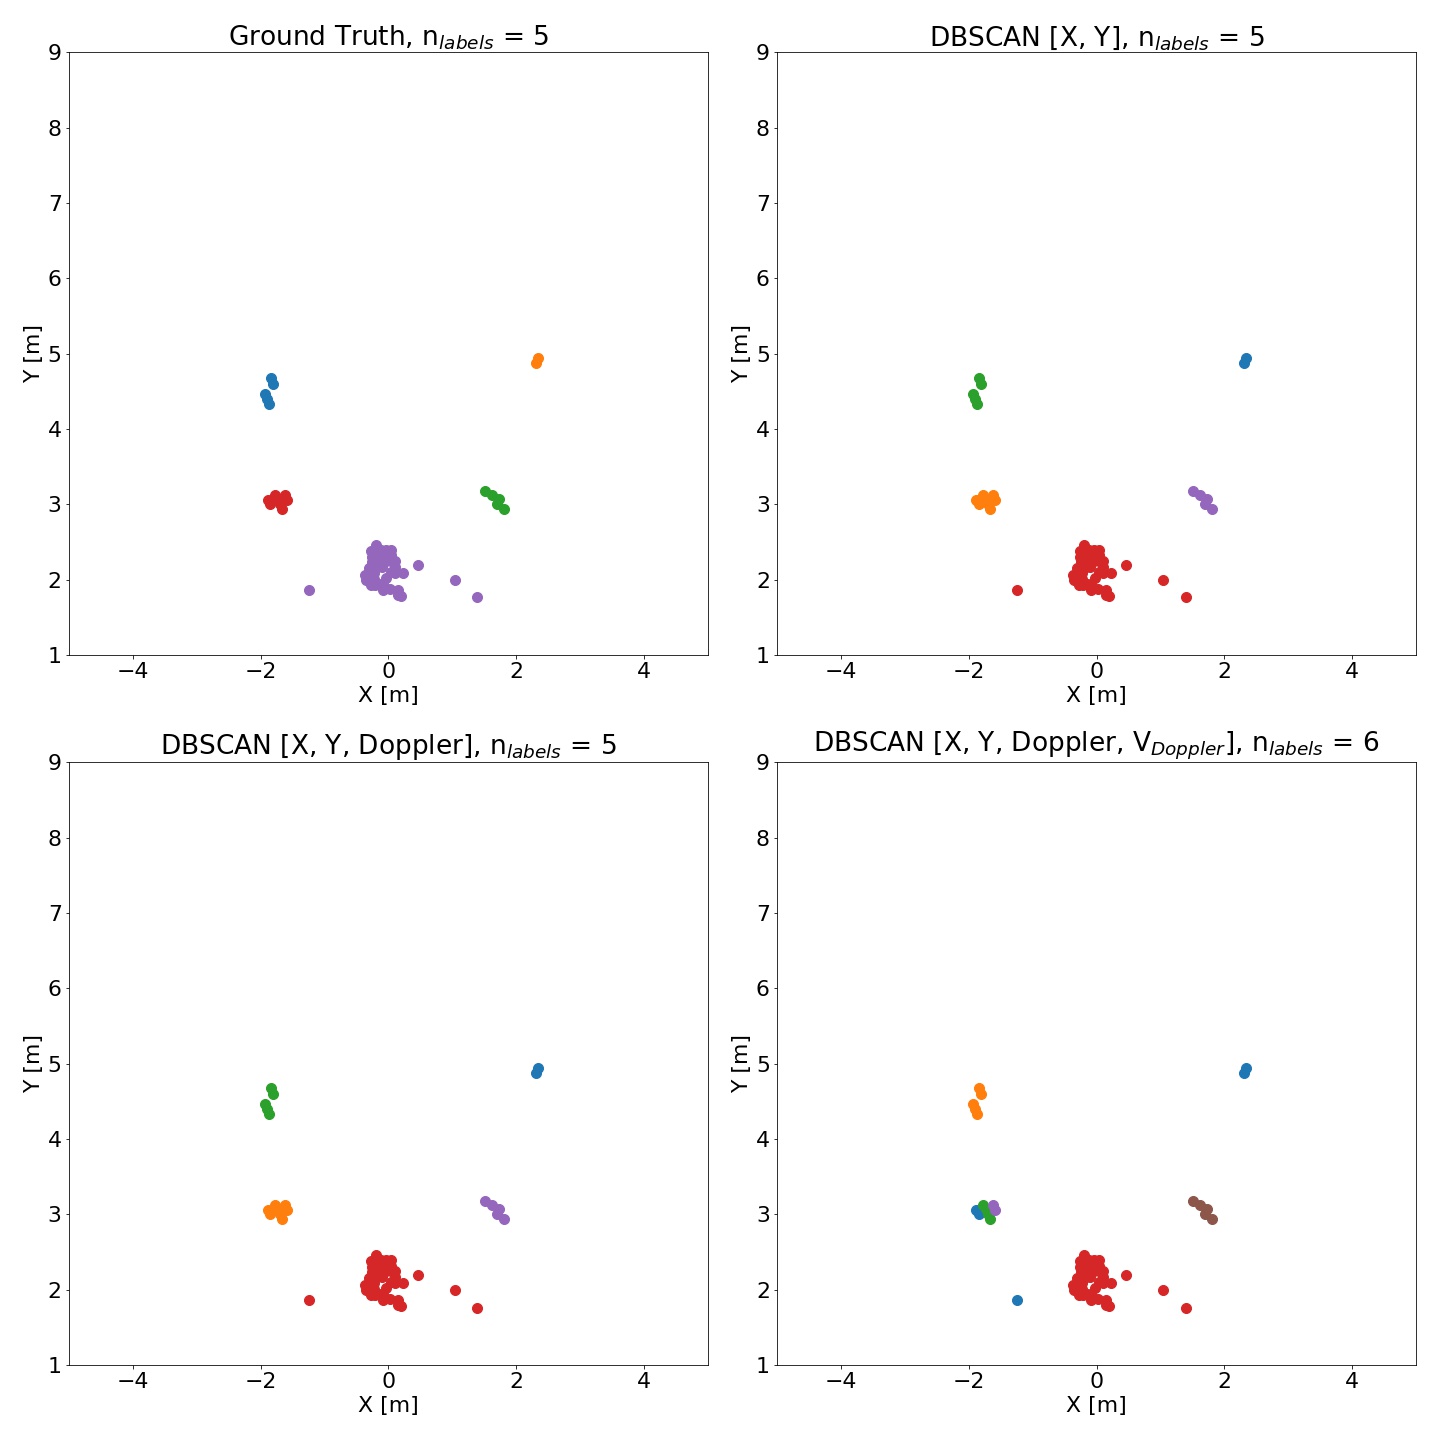 Ground Truth, n_labels = 5
9
8
7
6
5
4
3
2
1
Y [m]
−4 −2 0 2 4
X [m]
DBSCAN [X, Y], n_labels = 5
9
8
7
6
5
4
3
2
1
Y [m]
−4 −2 0 2 4
X [m]
DBSCAN [X, Y, Doppler], n_labels = 5
9
8
7
6
5
4
3
2
1
Y [m]
−4 −2 0 2 4
X [m]
DBSCAN [X, Y, Doppler, V_Doppler], n_labels = 6
9
8
7
6
5
4
3
2
1
Y [m]
−4 −2 0 2 4
X [m]